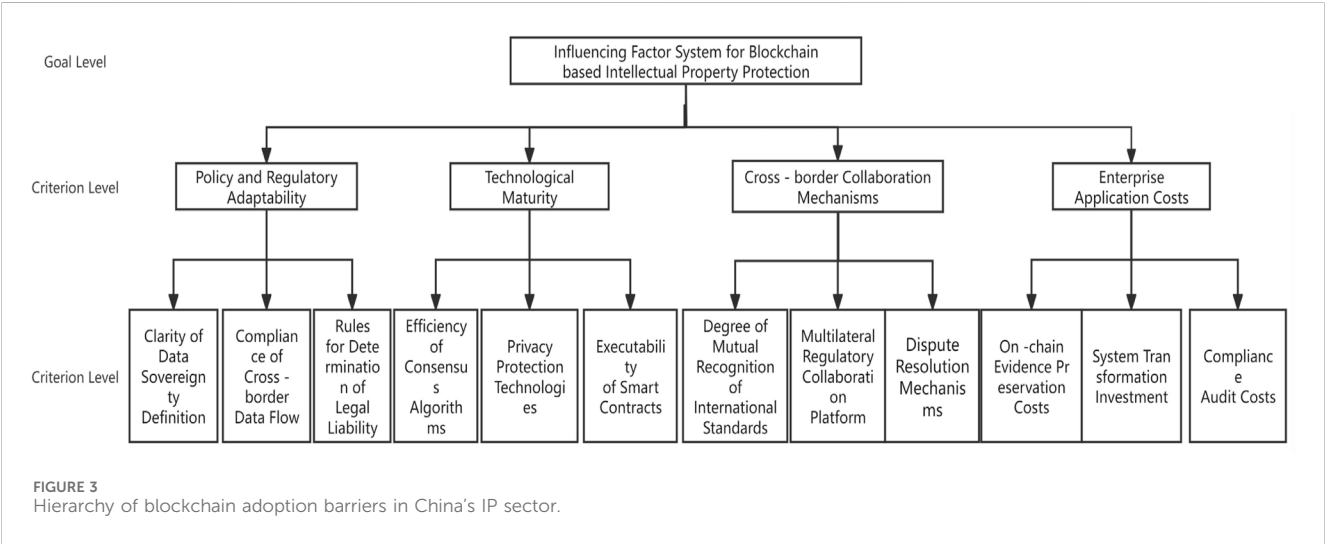 Goal Level
Influencing Factor System for Blockchain
based Intellectual Property Protection
Criterion Level
Policy and Regulatory
Adaptability
Technological
Maturity
Cross - border Collaboration
Mechanisms
Enterprise
Application Costs
Criterion Level
Clarity of
Data
Sovereign
ty
Definition
Complian
ce of
Cross -
border
Data Flow
Rules
for Dete
rminatio
n of
Legal
Liability
Efficiency
of
Consensu
s
Algorith
ms
Privacy
Protection
Technologi
es
Executabili
ty
of Smart
Contracts
Degree of
Mutual
Recognition
of
International
Standards
Multilateral
Regulatory
Collaborati
on
Platform
Dispute
Resolution
Mechanis
ms
On -chain
Evidence Pr
eservation
Costs
System Tran
sformation
Investment
Complianc
e
Audit Costs
FIGURE 3
Hierarchy of blockchain adoption barriers in China's IP sector.